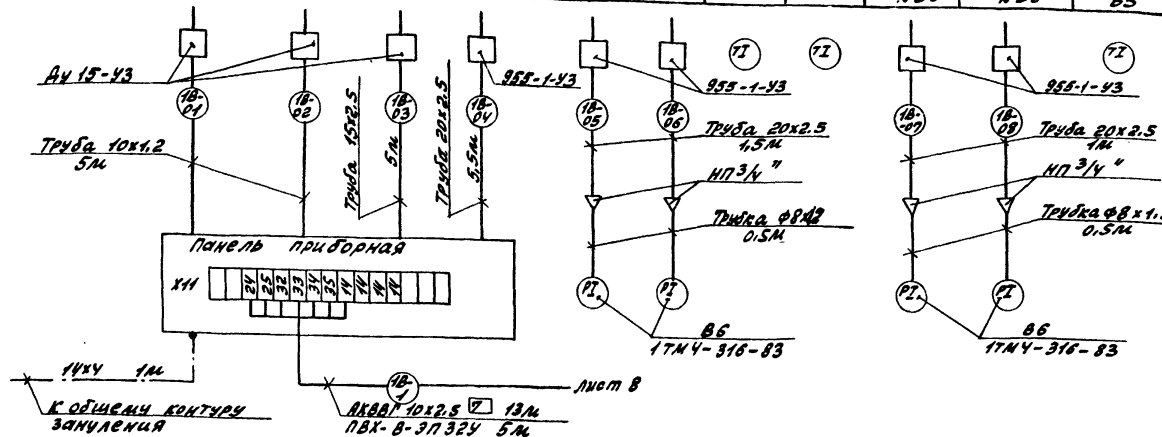 ТI
ТI
ТI
Ду 15-У3
955-1-У3
955-1-У3
955-1-У3
1В-01
1В-02
1В-03
1В-04
1В-05
1В-06
1В-07
1В-08
Труба 10х1,2
5м
Труба 15х2,5
5м
Труба 20х2.5
5,5м
Труба 20х2.5
1,5м
Труба 20х2.5
1м
НП 3/4 "
НП 3/4 "
Трубка ф8х
0,5м
Трубка ф8х1.
0,5м
Панель приборная
Х11
24 25 32 33 34 35 14 14 14 14
РI
РI
РI
РI
В6
1ТМ4-316-83
В6
1ТМ4-316-83
14х4 1м
к общему контуру
зануления
1В-1
лист 8
АКВВГ 10х2.5 7 13м
ПВХ-В-ЭП 32У 5м